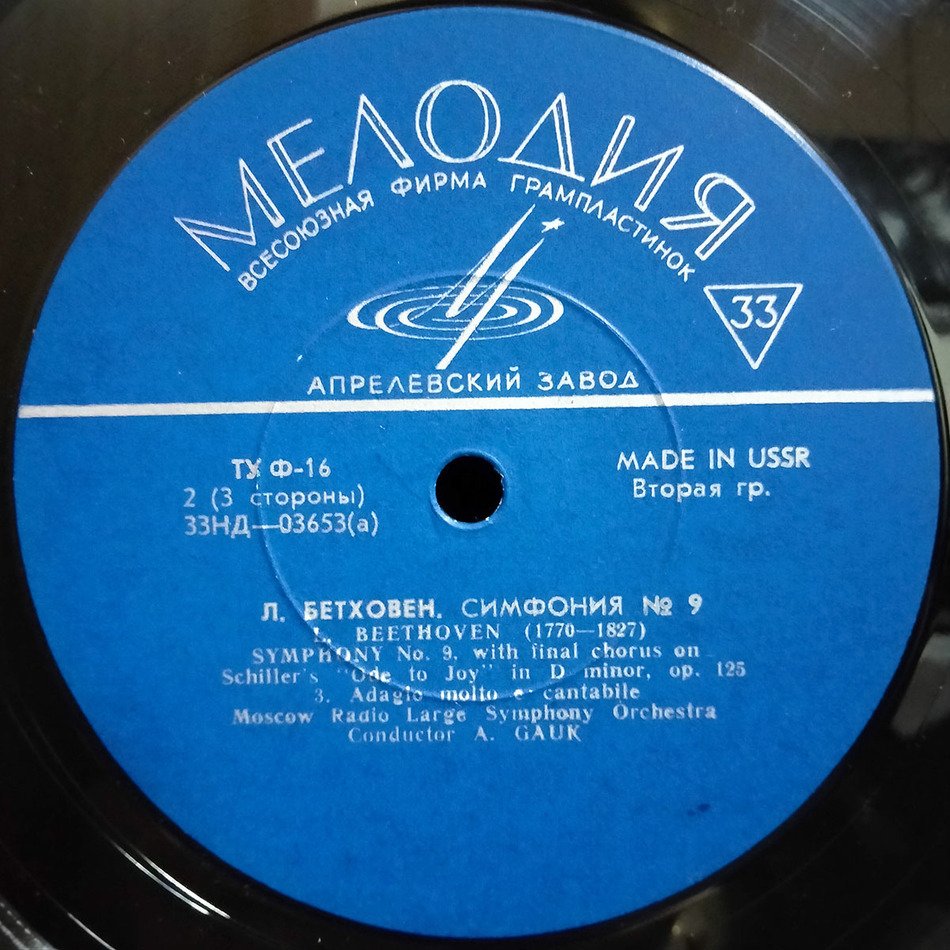 МЕЛОДИЯ
ВСЕСОЮЗНАЯ ФИРМА ГРАМПЛАСТИНОК
33
АПРЕЛЕВСКИЙ ЗАВОД
ТУ Ф-16
2 (3 стороны)
33НД—03653(а)
MADE IN USSR
Вторая гр.
Л. БЕТХОВЕН. СИМФОНИЯ № 9
L. BEETHOVEN (1770—1827)
SYMPHONY No. 9, with final chorus on
Schiller's "Ode to Joy" in D minor, op. 125
3. Adagio molto e cantabile
Moscow Radio Large Symphony Orchestra
Conductor A. GAUK